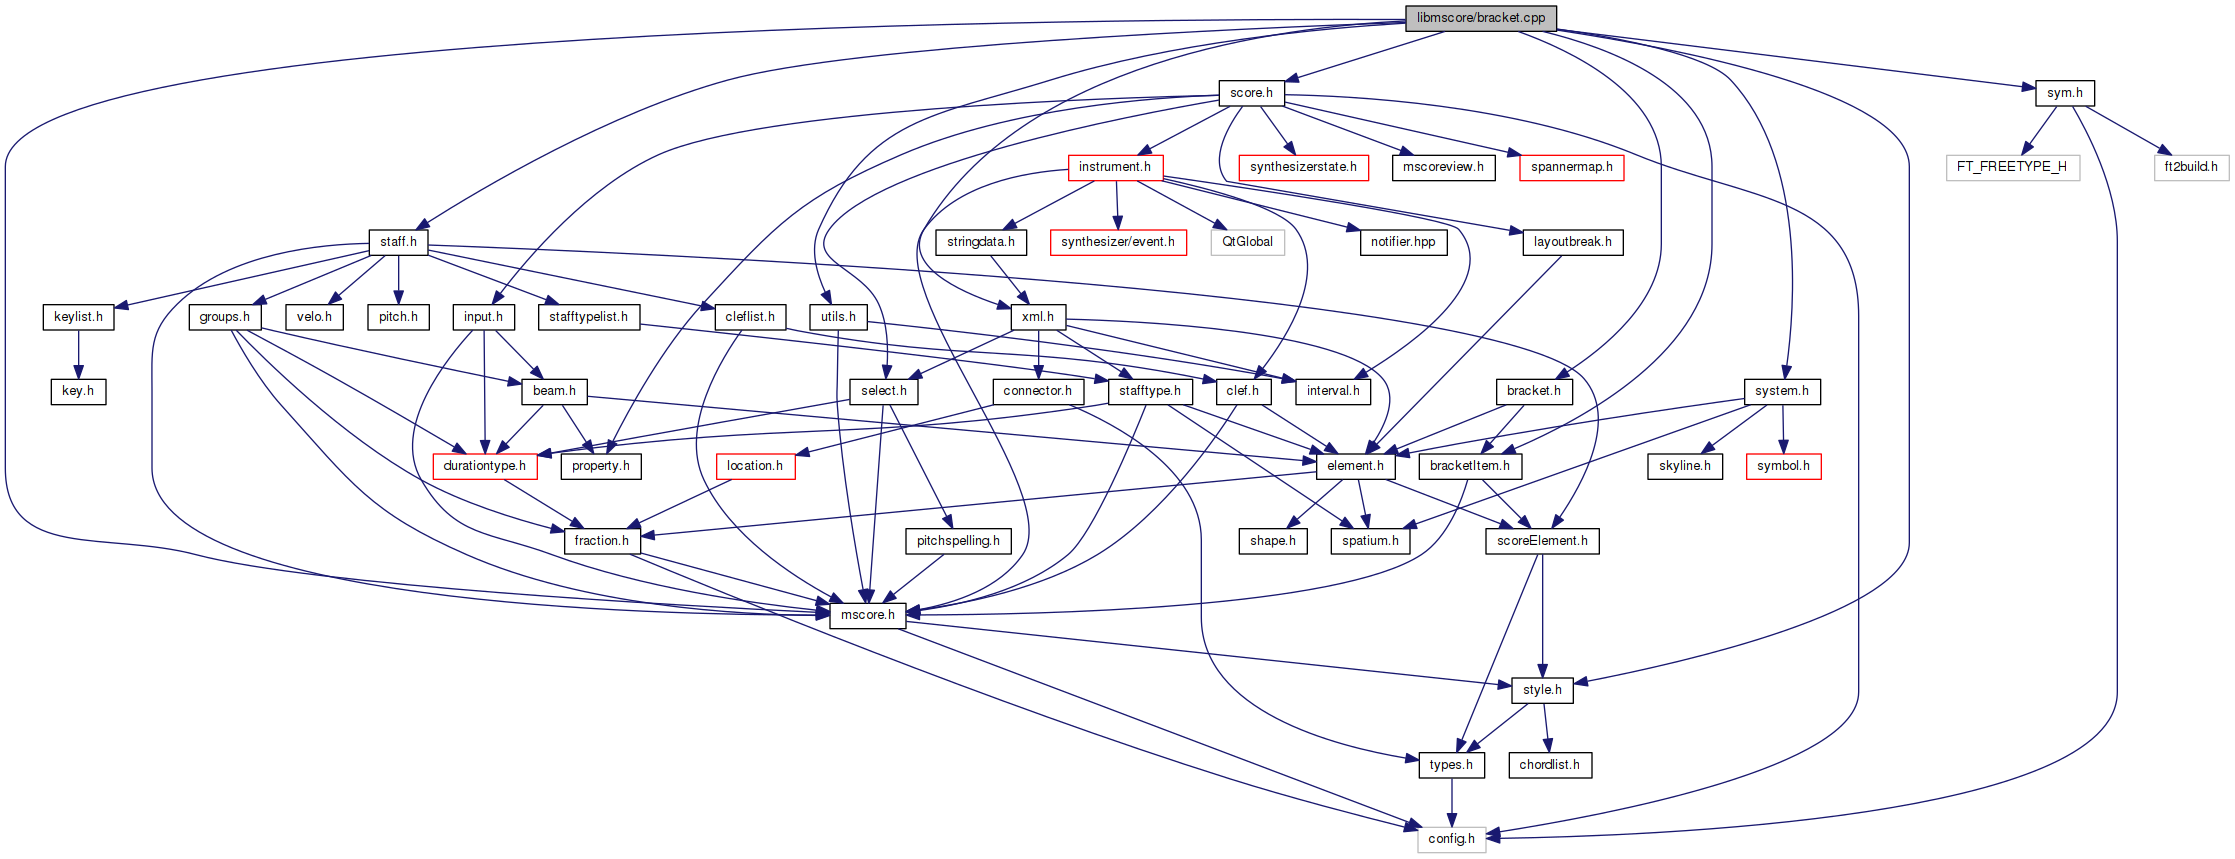 libmscore/bracket.cpp
score.h
sym.h
instrument.h
synthesizerstate.h
mscoreview.h
spannermap.h
FT_FREETYPE_H
ft2build.h
staff.h
stringdata.h
synthesizer/event.h
QtGlobal
notifier.hpp
layoutbreak.h
keylist.h
groups.h
velo.h
pitch.h
input.h
stafftypelist.h
cleflist.h
utils.h
xml.h
key.h
beam.h
select.h
connector.h
stafftype.h
clef.h
interval.h
bracket.h
system.h
durationtype.h
property.h
location.h
element.h
bracketItem.h
skyline.h
symbol.h
fraction.h
pitchspelling.h
shape.h
spatium.h
scoreElement.h
mscore.h
style.h
types.h
chordlist.h
config.h